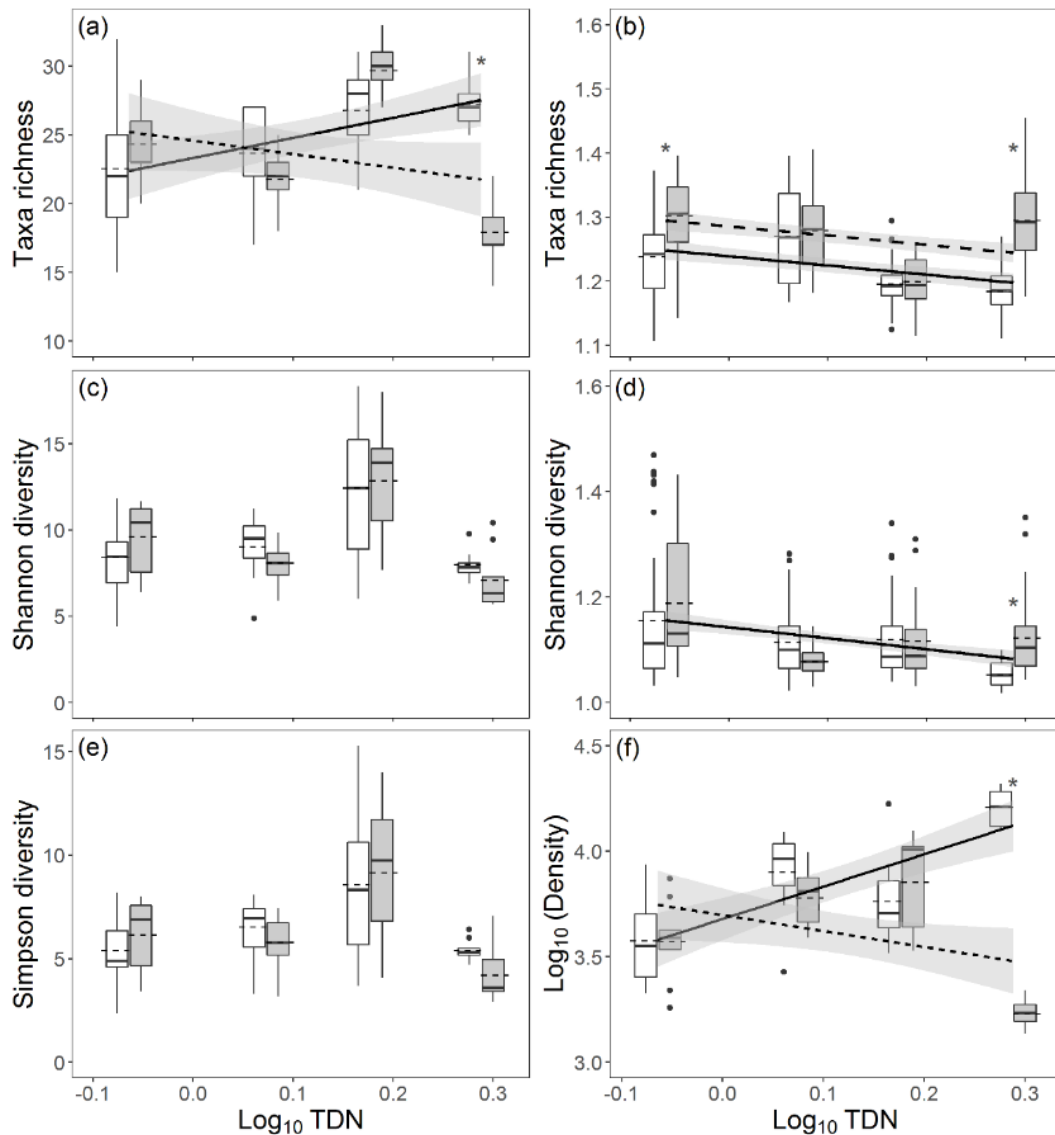 (a)
Taxa richness
30
25
20
15
10
*
(b)
Taxa richness
1.6
1.5
1.4
1.3
1.2
1.1
*
*
(c)
Shannon diversity
15
10
5
0
(d)
Shannon diversity
1.6
1.4
1.2
1.0
*
(e)
Simpson diversity
15
10
5
0
-0.1 0.0 0.1 0.2 0.3
Log₁₀ TDN
(f)
Log₁₀ (Density)
4.5
4.0
3.5
3.0
*
-0.1 0.0 0.1 0.2 0.3
Log₁₀ TDN